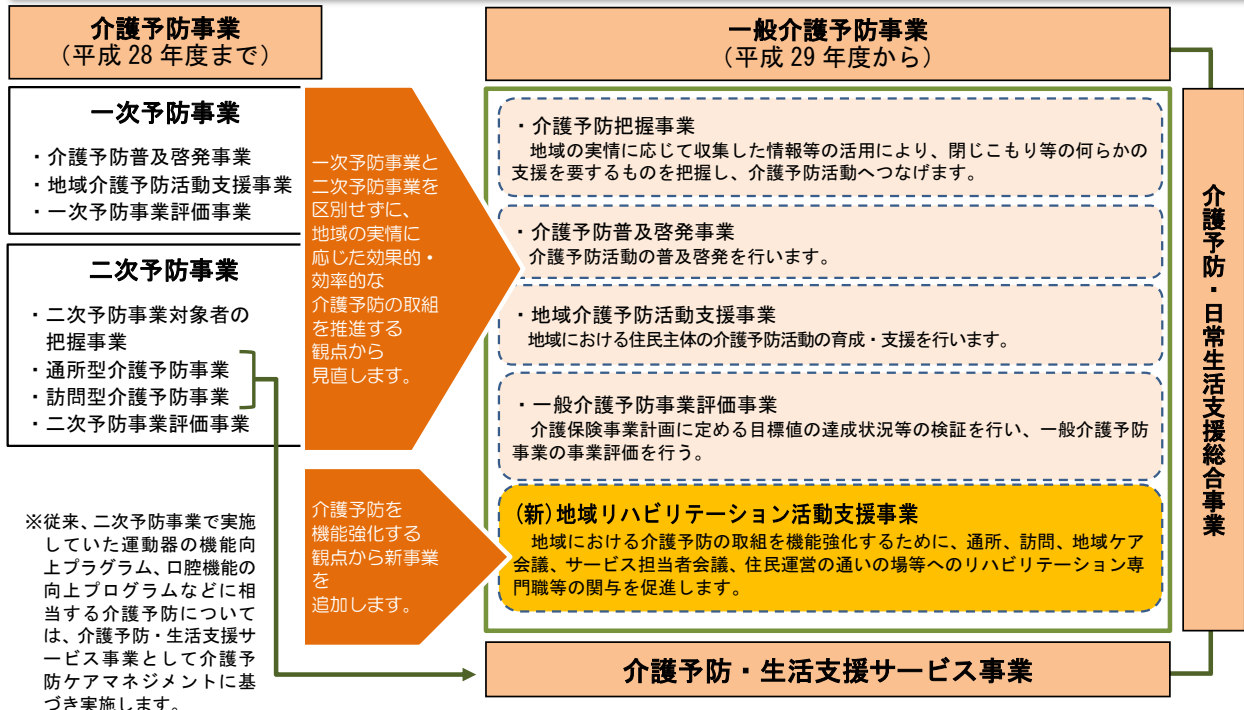 介護予防事業
（平成 28 年度まで）
一次予防事業
・介護予防普及啓発事業
・地域介護予防活動支援事業
・一次予防事業評価事業
二次予防事業
・二次予防事業対象者の
把握事業
・通所型介護予防事業
・訪問型介護予防事業
・二次予防事業評価事業
※従来、二次予防事業で実施
していた運動器の機能向
上プラグラム、口腔機能の
向上プログラムなどに相
当する介護予防について
は、介護予防・生活支援サ
ービス事業として介護予
防ケアマネジメントに基
づき実施します。
一次予防事業と
二次予防事業を
区別せずに、
地域の実情に
応じた効果的・
効率的な
介護予防の取組
を推進する
観点から
見直します。
介護予防を
機能強化する
観点から新事業
を
追加します。
一般介護予防事業
（平成 29 年度から）
・介護予防把握事業
地域の実情に応じて収集した情報等の活用により、閉じこもり等の何らかの
支援を要するものを把握し、介護予防活動へつなげます。
・介護予防普及啓発事業
介護予防活動の普及啓発を行います。
・地域介護予防活動支援事業
地域における住民主体の介護予防活動の育成・支援を行います。
・一般介護予防事業評価事業
介護保険事業計画に定める目標値の達成状況等の検証を行い、一般介護予防
事業の事業評価を行う。
(新)地域リハビリテーション活動支援事業
地域における介護予防の取組を機能強化するために、通所、訪問、地域ケア
会議、サービス担当者会議、住民運営の通いの場等へのリハビリテーション専
門職等の関与を促進します。
介護予防・生活支援サービス事業
介護予防・日常生活支援総合事業